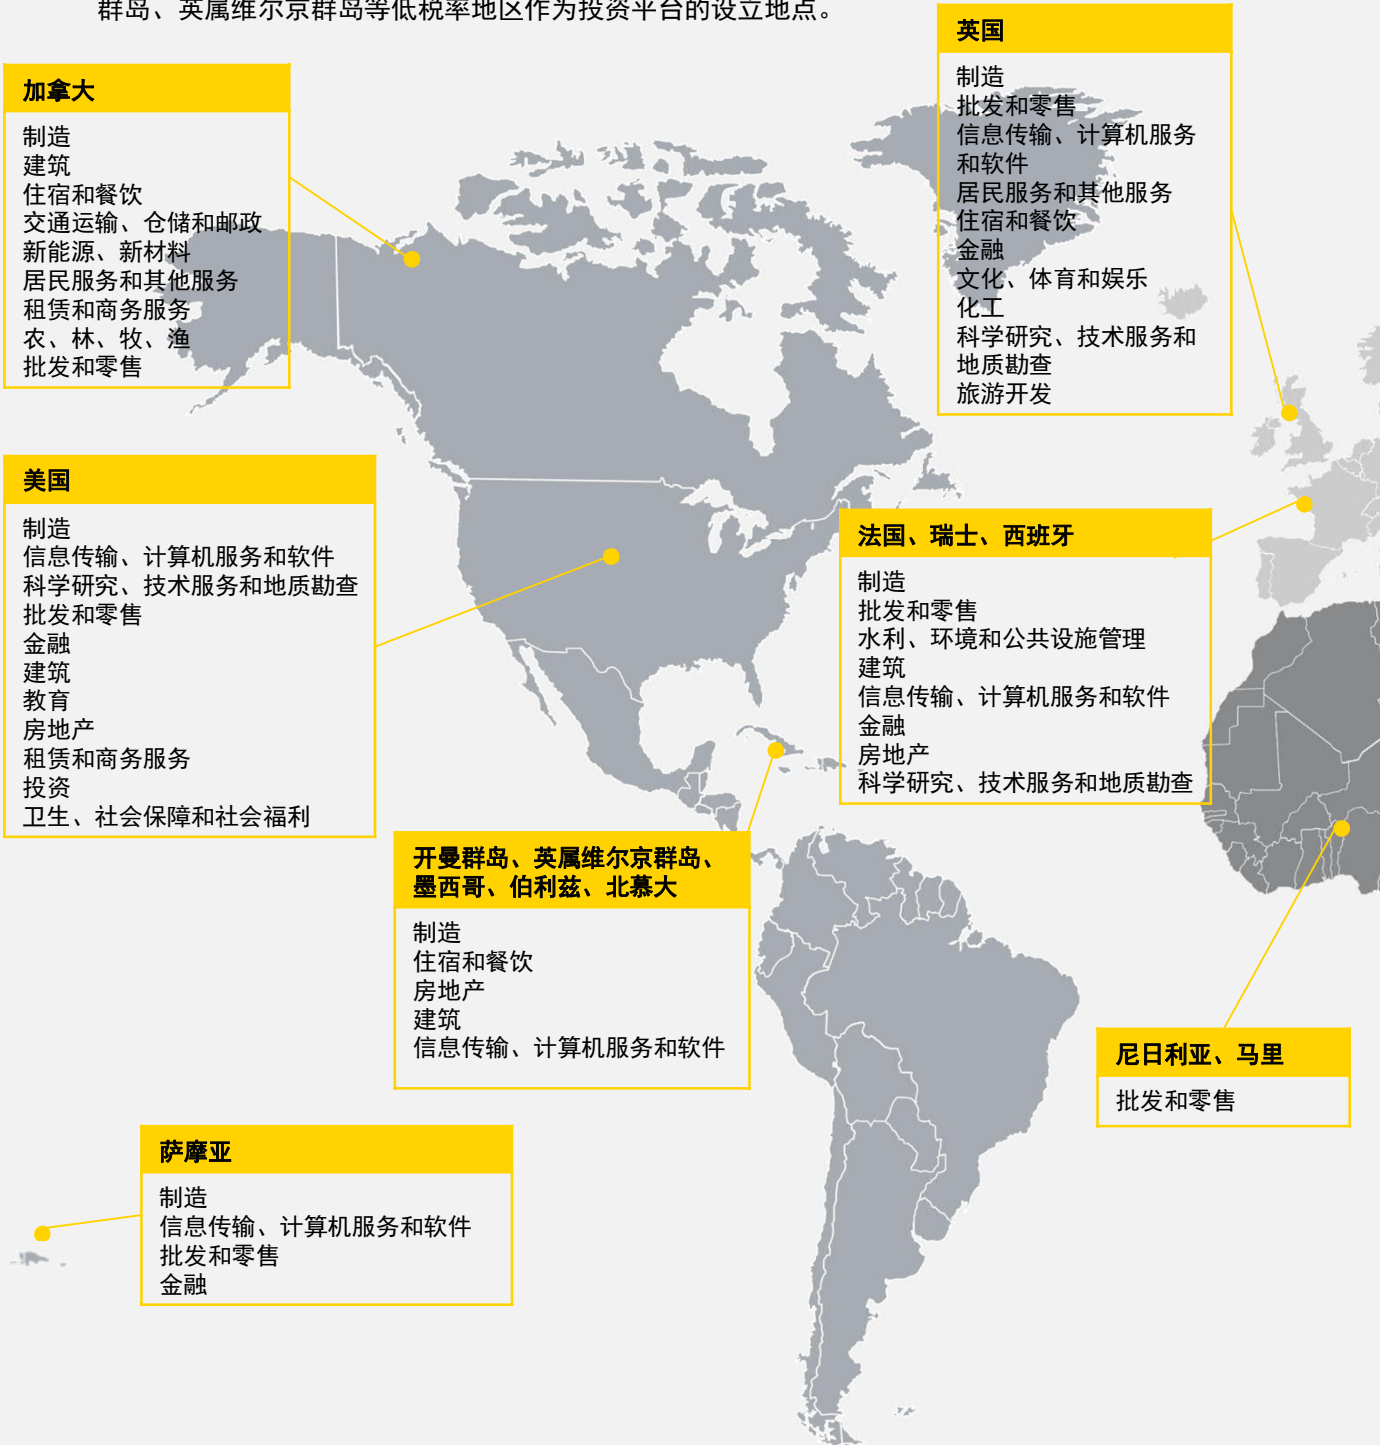 群岛、英属维尔京群岛等低税率地区作为投资平台的设立地点。
英国
制造
批发和零售
信息传输、计算机服务
和软件
居民服务和其他服务
住宿和餐饮
金融
文化、体育和娱乐
化工
科学研究、技术服务和
地质勘查
旅游开发
加拿大
制造
建筑
住宿和餐饮
交通运输、仓储和邮政
新能源、新材料
居民服务和其他服务
租赁和商务服务
农、林、牧、渔
批发和零售
美国
制造
信息传输、计算机服务和软件
科学研究、技术服务和地质勘查
批发和零售
金融
建筑
教育
房地产
租赁和商务服务
投资
卫生、社会保障和社会福利
法国、瑞士、西班牙
制造
批发和零售
水利、环境和公共设施管理
建筑
信息传输、计算机服务和软件
金融
房地产
科学研究、技术服务和地质勘查
开曼群岛、英属维尔京群岛、
墨西哥、伯利兹、北慕大
制造
住宿和餐饮
房地产
建筑
信息传输、计算机服务和软件
尼日利亚、马里
批发和零售
萨摩亚
制造
信息传输、计算机服务和软件
批发和零售
金融